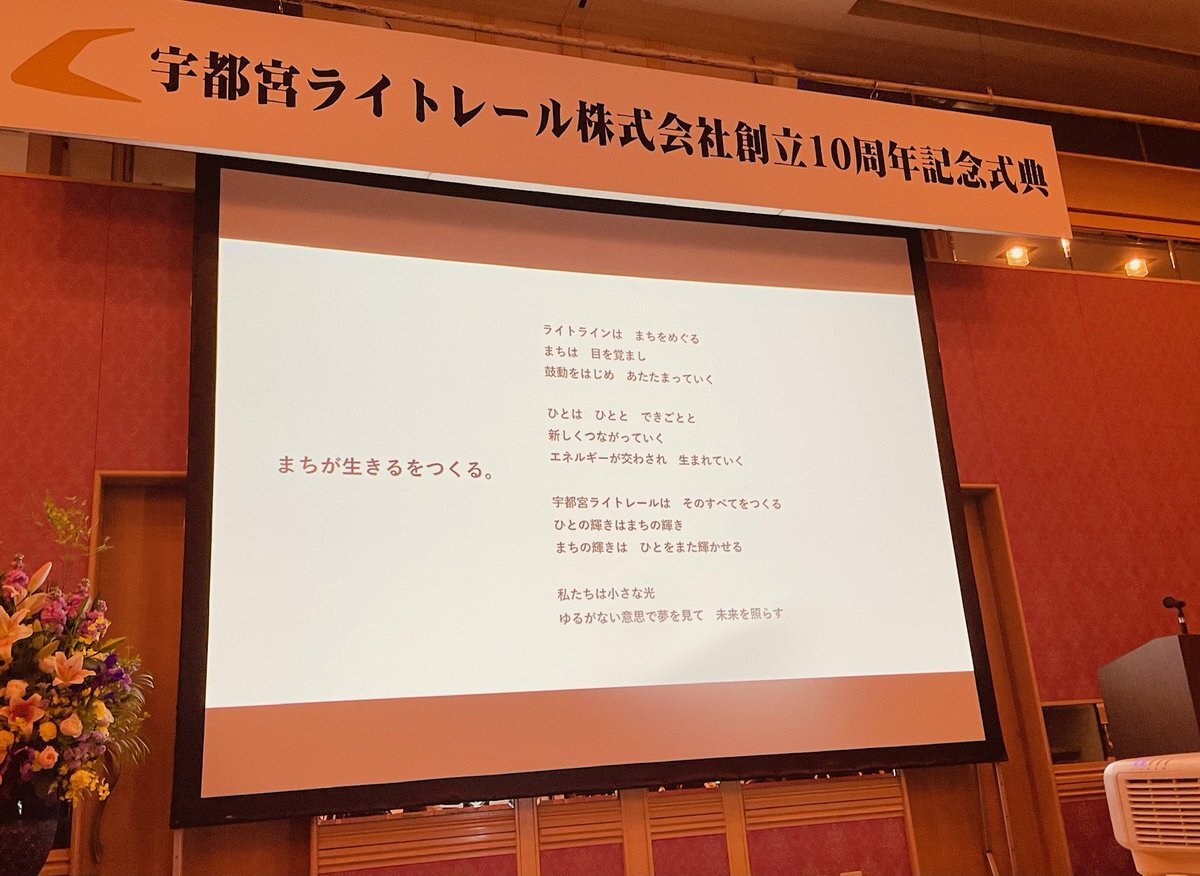 宇都宮ライトレール株式会社創立10周年記念式典
まちが生きるをつくる。
ライトラインは　まちをめぐる
まちは　目を覚まし
鼓動をはじめ　あたたまっていく
ひとは　ひとと　できごとと
新しくつながっていく
エネルギーが交わされ　生まれていく
宇都宮ライトレールは　そのすべてをつくる
ひとの輝きはまちの輝き
まちの輝きは　ひとをまた輝かせる
私たちは小さな光
ゆるがない意思で夢を見て　未来を照らす